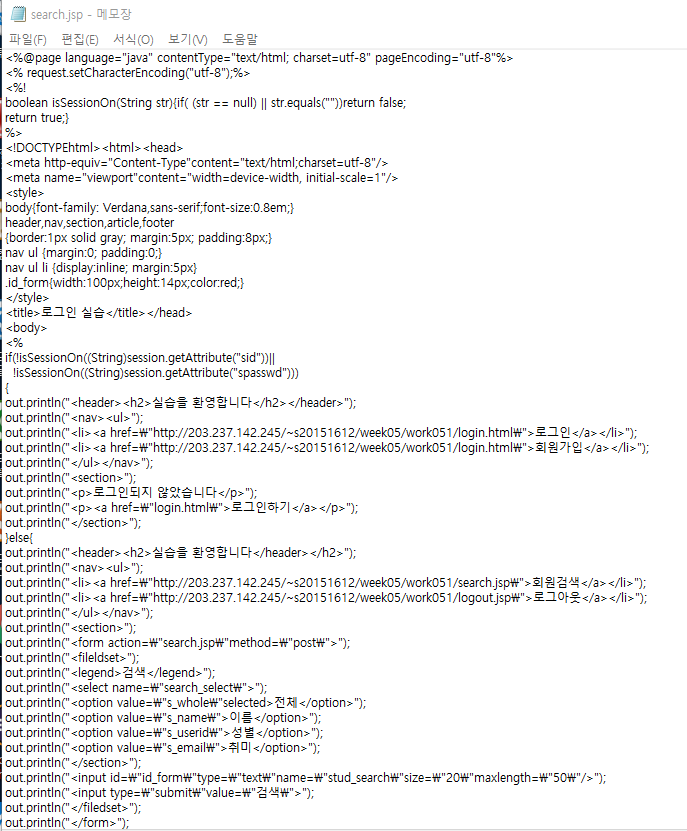 search.jsp - 메모장
파일(F) 편집(E) 서식(O) 보기(V) 도움말
<%@page language="java" contentType="text/html; charset=utf-8" pageEncoding="utf-8"%>
<% request.setCharacterEncoding("utf-8");%>
<%!
boolean isSessionOn(String str){if( (str == null) || str.equals(""))return false;
return true;}
%>
<!DOCTYPEhtml><html><head>
<meta http-equiv="Content-Type"content="text/html;charset=utf-8"/>
<meta name="viewport"content="width=device-width, initial-scale=1"/>
<style>
body{font-family: Verdana,sans-serif;font-size:0.8em;}
header,nav,section,article,footer
{border:1px solid gray; margin:5px; padding:8px;}
nav ul {margin:0; padding:0;}
nav ul li {display:inline; margin:5px}
.id_form{width:100px;height:14px;color:red;}
</style>
<title>로그인 실습</title></head>
<body>
<%
if(!isSessionOn((String)session.getAttribute("sid"))||
!isSessionOn((String)session.getAttribute("spasswd")))
{
out.println("<header><h2>실습을 환영합니다</h2></header>");
out.println("<nav><ul>");
out.println("<li><a href=₩"http://203.237.142.245/~s20151612/week05/work051/login.html₩">로그인</a></li>");
out.println("<li><a href=₩"http://203.237.142.245/~s20151612/week05/work051/login.html₩">회원가입</a></li>");
out.println("</ul></nav>");
out.println("<section>");
out.println("<p>로그인되지 않았습니다</p>");
out.println("<p><a href=₩"login.html₩">로그인하기</a></p>");
out.println("</section>");
}else{
out.println("<header><h2>실습을 환영합니다</header></h2>");
out.println("<nav><ul>");
out.println("<li><a href=₩"http://203.237.142.245/~s20151612/week05/work051/search.jsp₩">회원검색</a></li>");
out.println("<li><a href=₩"http://203.237.142.245/~s20151612/week05/work051/logout.jsp₩">로그아웃</a></li>");
out.println("</ul></nav>");
out.println("<section>");
out.println("<form action=₩"search.jsp₩"method=₩"post₩">");
out.println("<fileldset>");
out.println("<legend>검색</legend>");
out.println("<select name=₩"search_select₩">");
out.println("<option value=₩"s_whole₩"selected>전체</option>");
out.println("<option value=₩"s_name₩">이름</option>");
out.println("<option value=₩"s_userid₩">성별</option>");
out.println("<option value=₩"s_email₩">취미</option>");
out.println("</section>");
out.println("<input id=₩"id_form₩"type=₩"text₩"name=₩"stud_search₩"size=₩"20₩"maxlength=₩"50₩"/>");
out.println("<input type=₩"submit₩"value=₩"검색₩">");
out.println("</filedset>");
out.println("</form>");